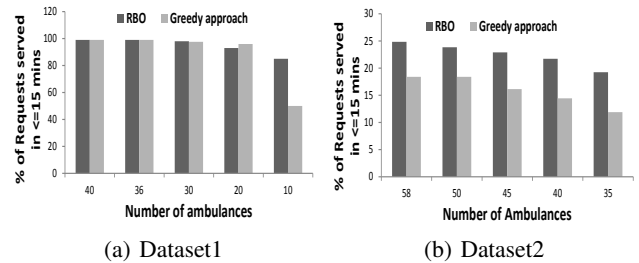 RBO Greedy approach
% of Requests served
in <=15 mins
120
100
80
60
40
20
0
40 36 30 20 10
Number of ambulances
(a) Dataset1
RBO Greedy approach
% of Requests served
in <=15 mins
30
25
20
15
10
5
0
58 50 45 40 35
Number of Ambulances
(b) Dataset2